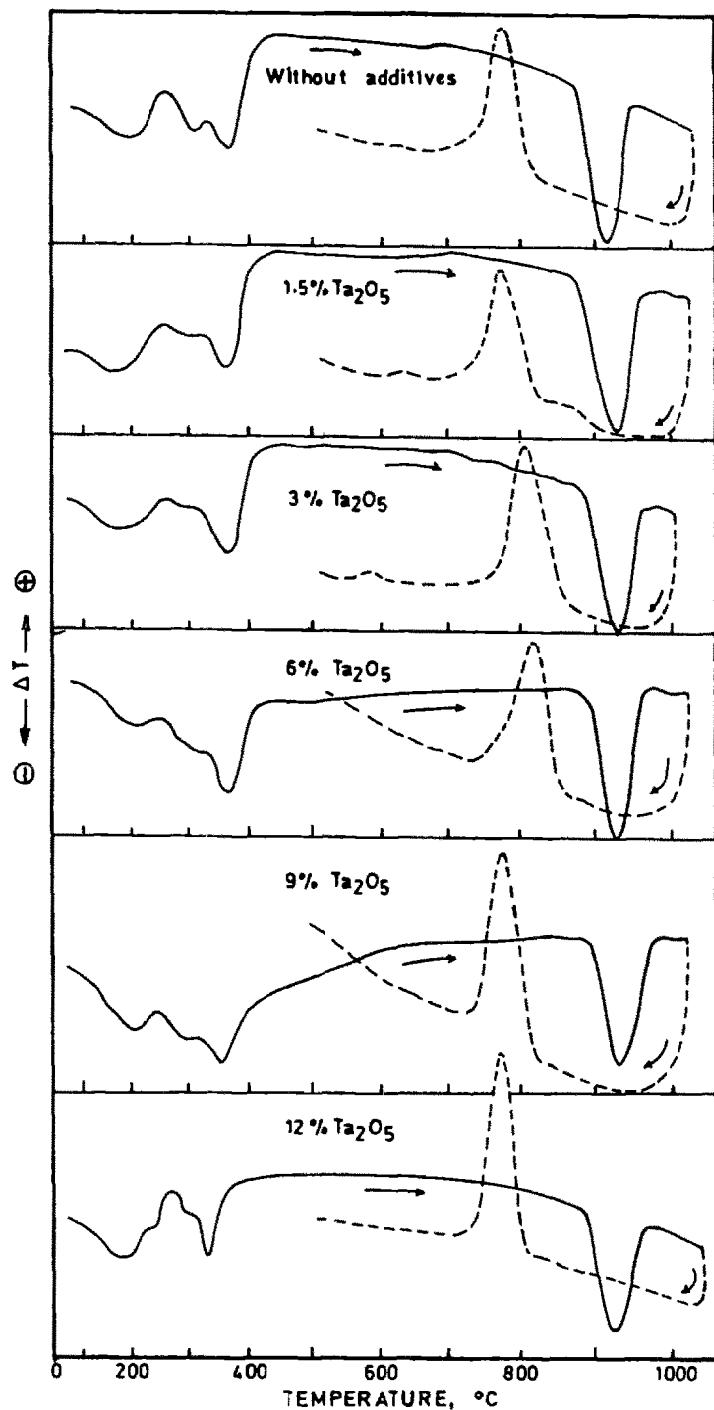 Without additives
1.5% Ta2O5
3% Ta2O5
6% Ta2O5
9% Ta2O5
12% Ta2O5
⊖ ← ΔT → ⊕
0 200 400 600 800 1000
TEMPERATURE, °C